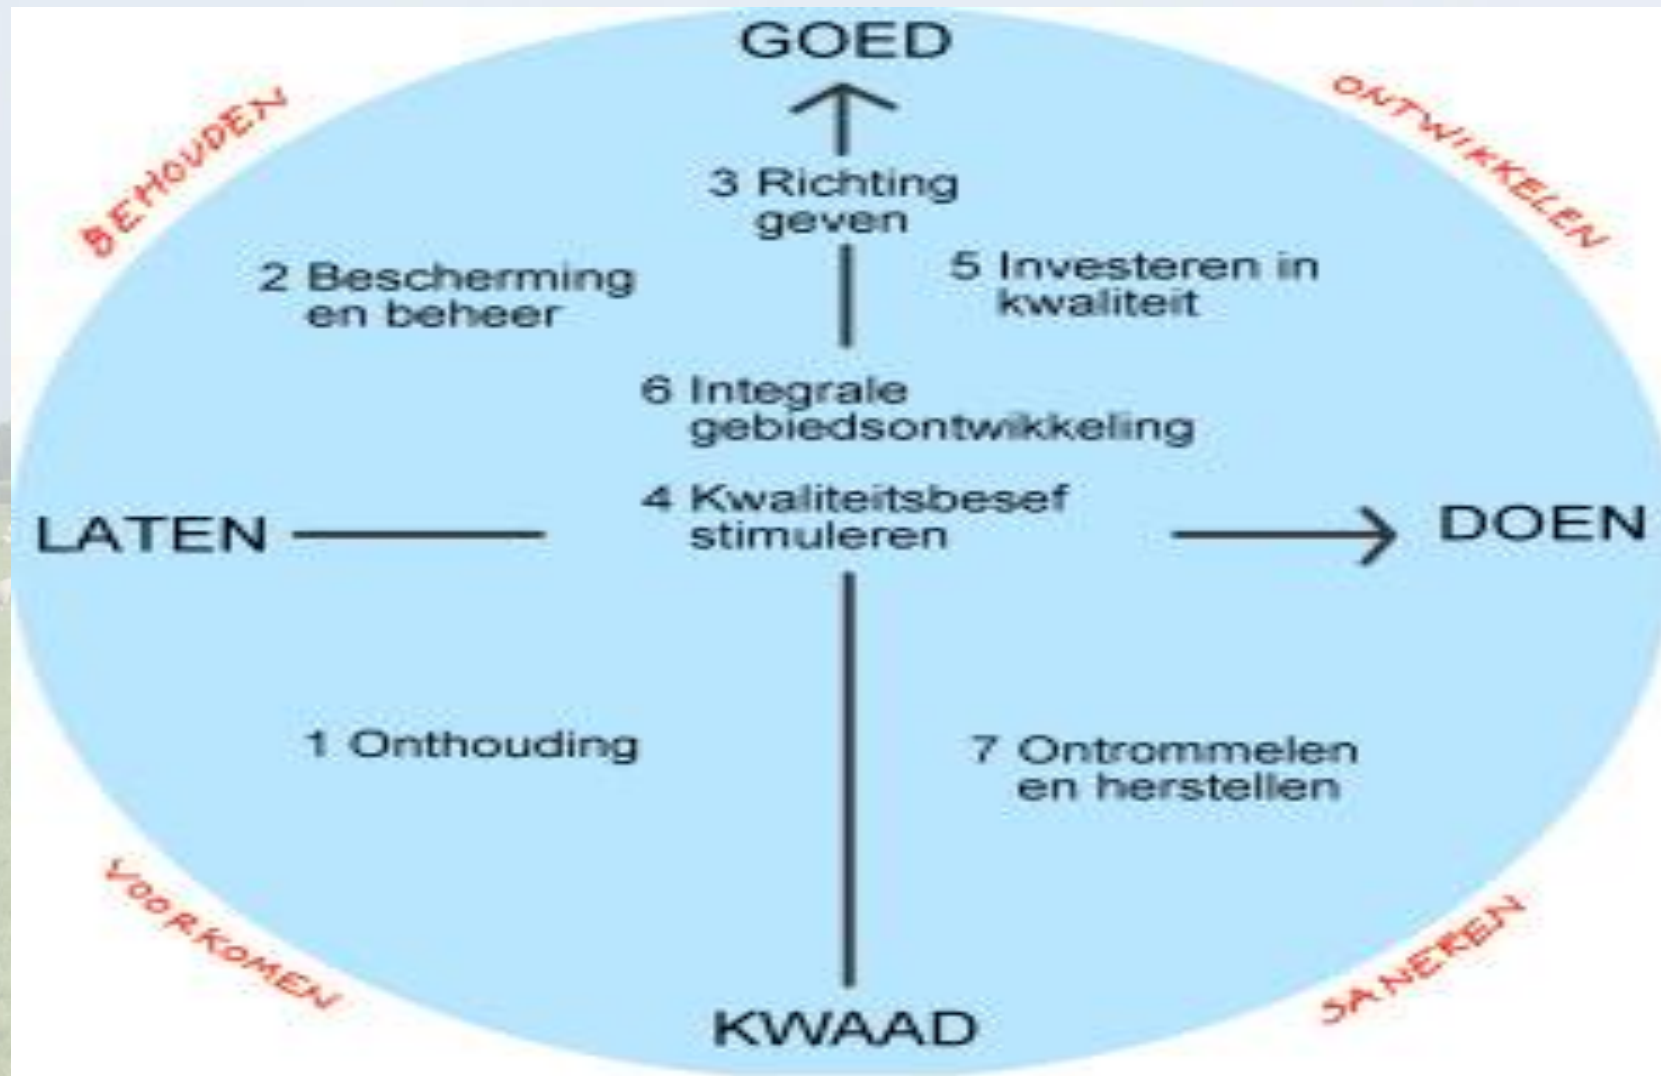 GOED
BEHOUDEN
ONTWIKKELEN
3 Richting
geven
2 Bescherming
en beheer
5 Investeren in
kwaliteit
6 Integrale
gebiedsontwikkeling
4 Kwaliteitsbesef
stimuleren
LATEN
DOEN
1 Onthouding
7 Ontrommelen
en herstellen
VOORKOMEN
SANEREN
KWAAD